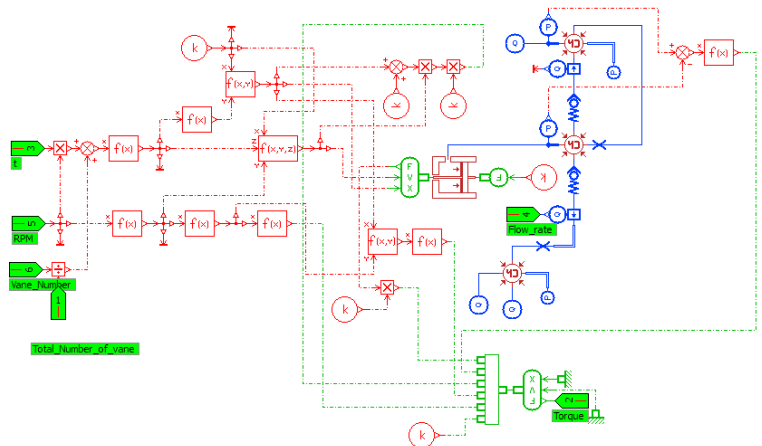 k
Q
P
P
f(x)
f(x,y)
Q
k
k
f(x)
P
3
t
f(x)
f(x,y,z)
F
V
X
F
k
5
RPM
f(x)
f(x)
f(x)
4
Q
Flow_rate
f(x,y)
f(x)
6
Vane_Number
1
k
Q
Q
P
Total_Number_of_vane
X
V
F
2
Torque
k